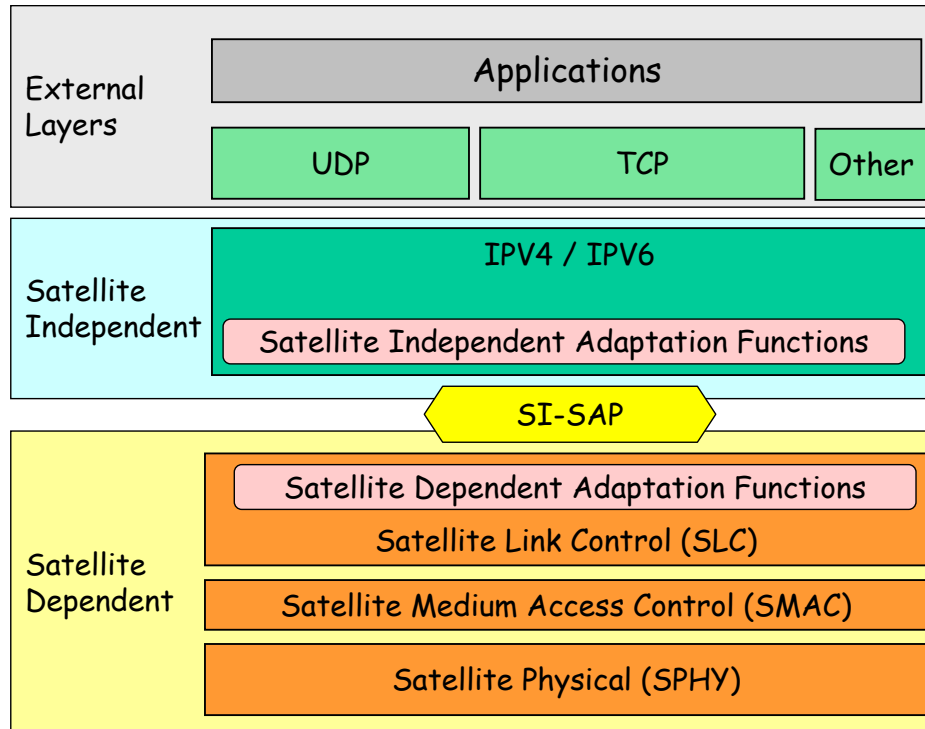 External
Layers
Applications
UDP
TCP
Other
Satellite
Independent
IPV4 / IPV6
Satellite Independent Adaptation Functions
SI-SAP
Satellite
Dependent
Satellite Dependent Adaptation Functions
Satellite Link Control (SLC)
Satellite Medium Access Control (SMAC)
Satellite Physical (SPHY)